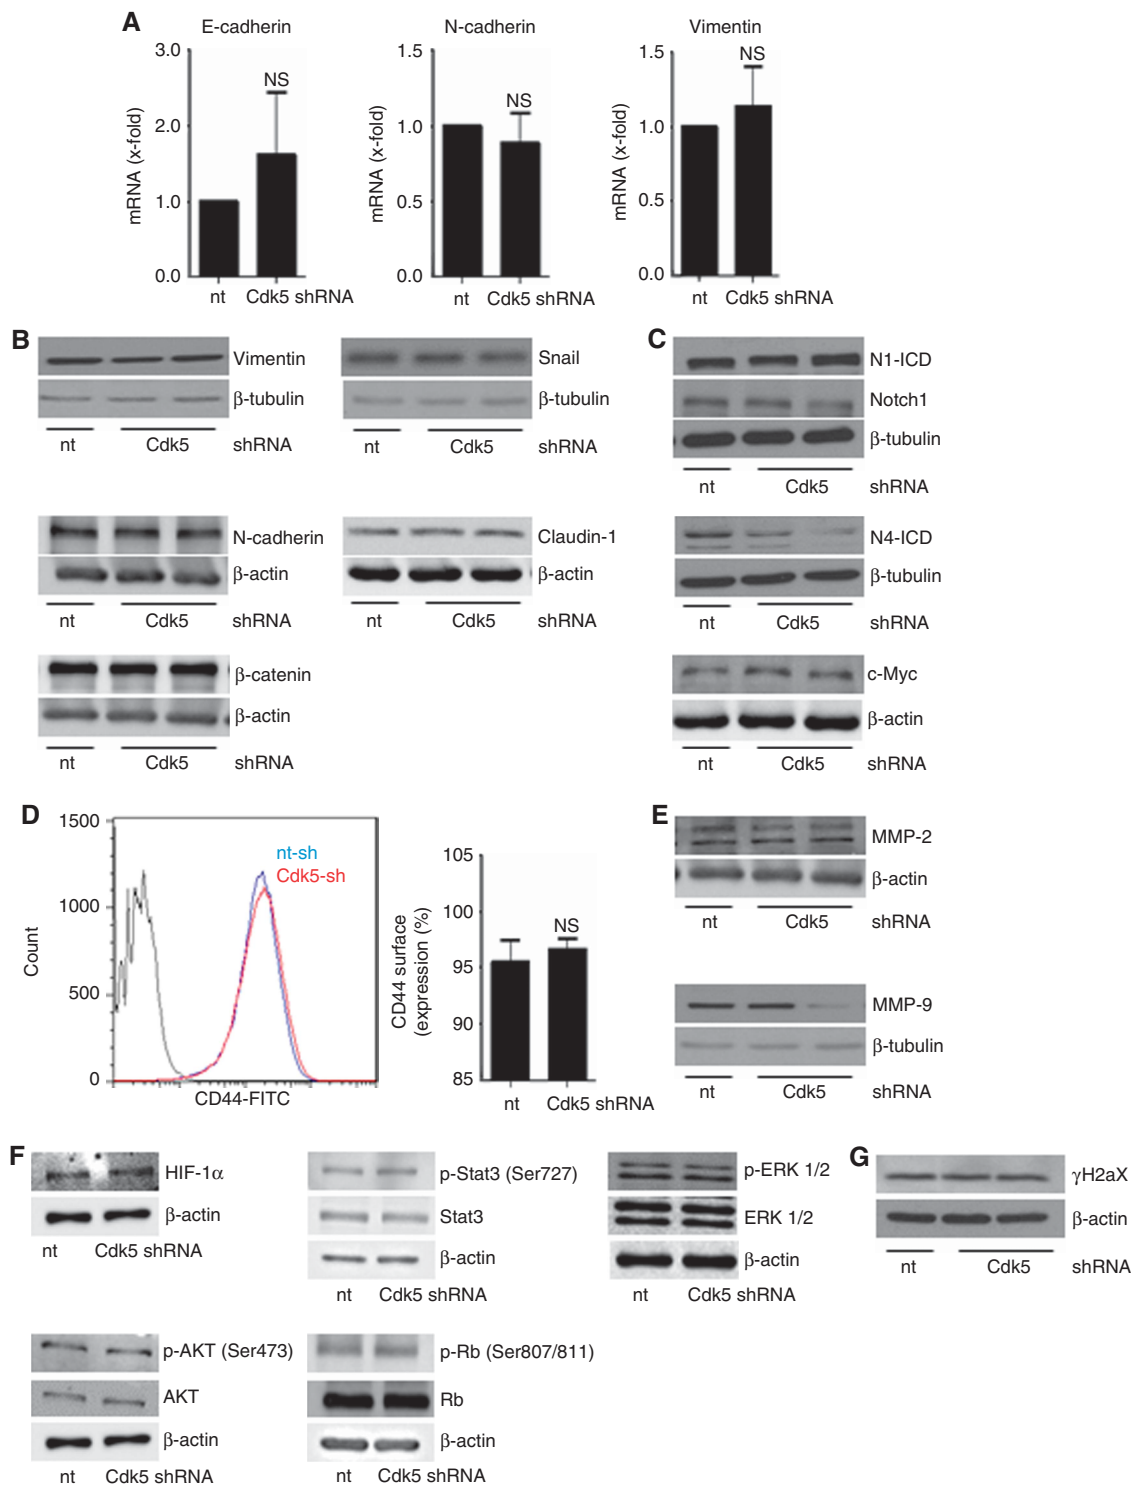 A
E-cadherin
N-cadherin
Vimentin
mRNA (x-fold)
3.0
2.0
1.0
0.0
NS
nt
Cdk5 shRNA
mRNA (x-fold)
1.5
1.0
0.5
0.0
NS
nt
Cdk5 shRNA
mRNA (x-fold)
1.5
1.0
0.5
0.0
NS
nt
Cdk5 shRNA
B
Vimentin
β-tubulin
nt
Cdk5
shRNA
Snail
β-tubulin
nt
Cdk5
shRNA
N-cadherin
β-actin
nt
Cdk5
shRNA
Claudin-1
β-actin
nt
Cdk5
shRNA
β-catenin
β-actin
nt
Cdk5
shRNA
C
N1-ICD
Notch1
β-tubulin
nt
Cdk5
shRNA
N4-ICD
β-tubulin
nt
Cdk5
shRNA
c-Myc
β-actin
nt
Cdk5
shRNA
D
1500
1000
500
0
Count
nt-sh
Cdk5-sh
CD44-FITC
CD44 surface
(expression (%)
105
100
95
90
85
NS
nt
Cdk5 shRNA
E
MMP-2
β-actin
nt
Cdk5
shRNA
MMP-9
β-tubulin
nt
Cdk5
shRNA
F
HIF-1α
β-actin
nt
Cdk5 shRNA
p-Stat3 (Ser727)
Stat3
β-actin
nt
Cdk5 shRNA
p-ERK 1/2
ERK 1/2
β-actin
nt
Cdk5 shRNA
p-AKT (Ser473)
AKT
β-actin
nt
Cdk5 shRNA
p-Rb (Ser807/811)
Rb
β-actin
nt
Cdk5 shRNA
G
γH2aX
β-actin
nt
Cdk5
shRNA